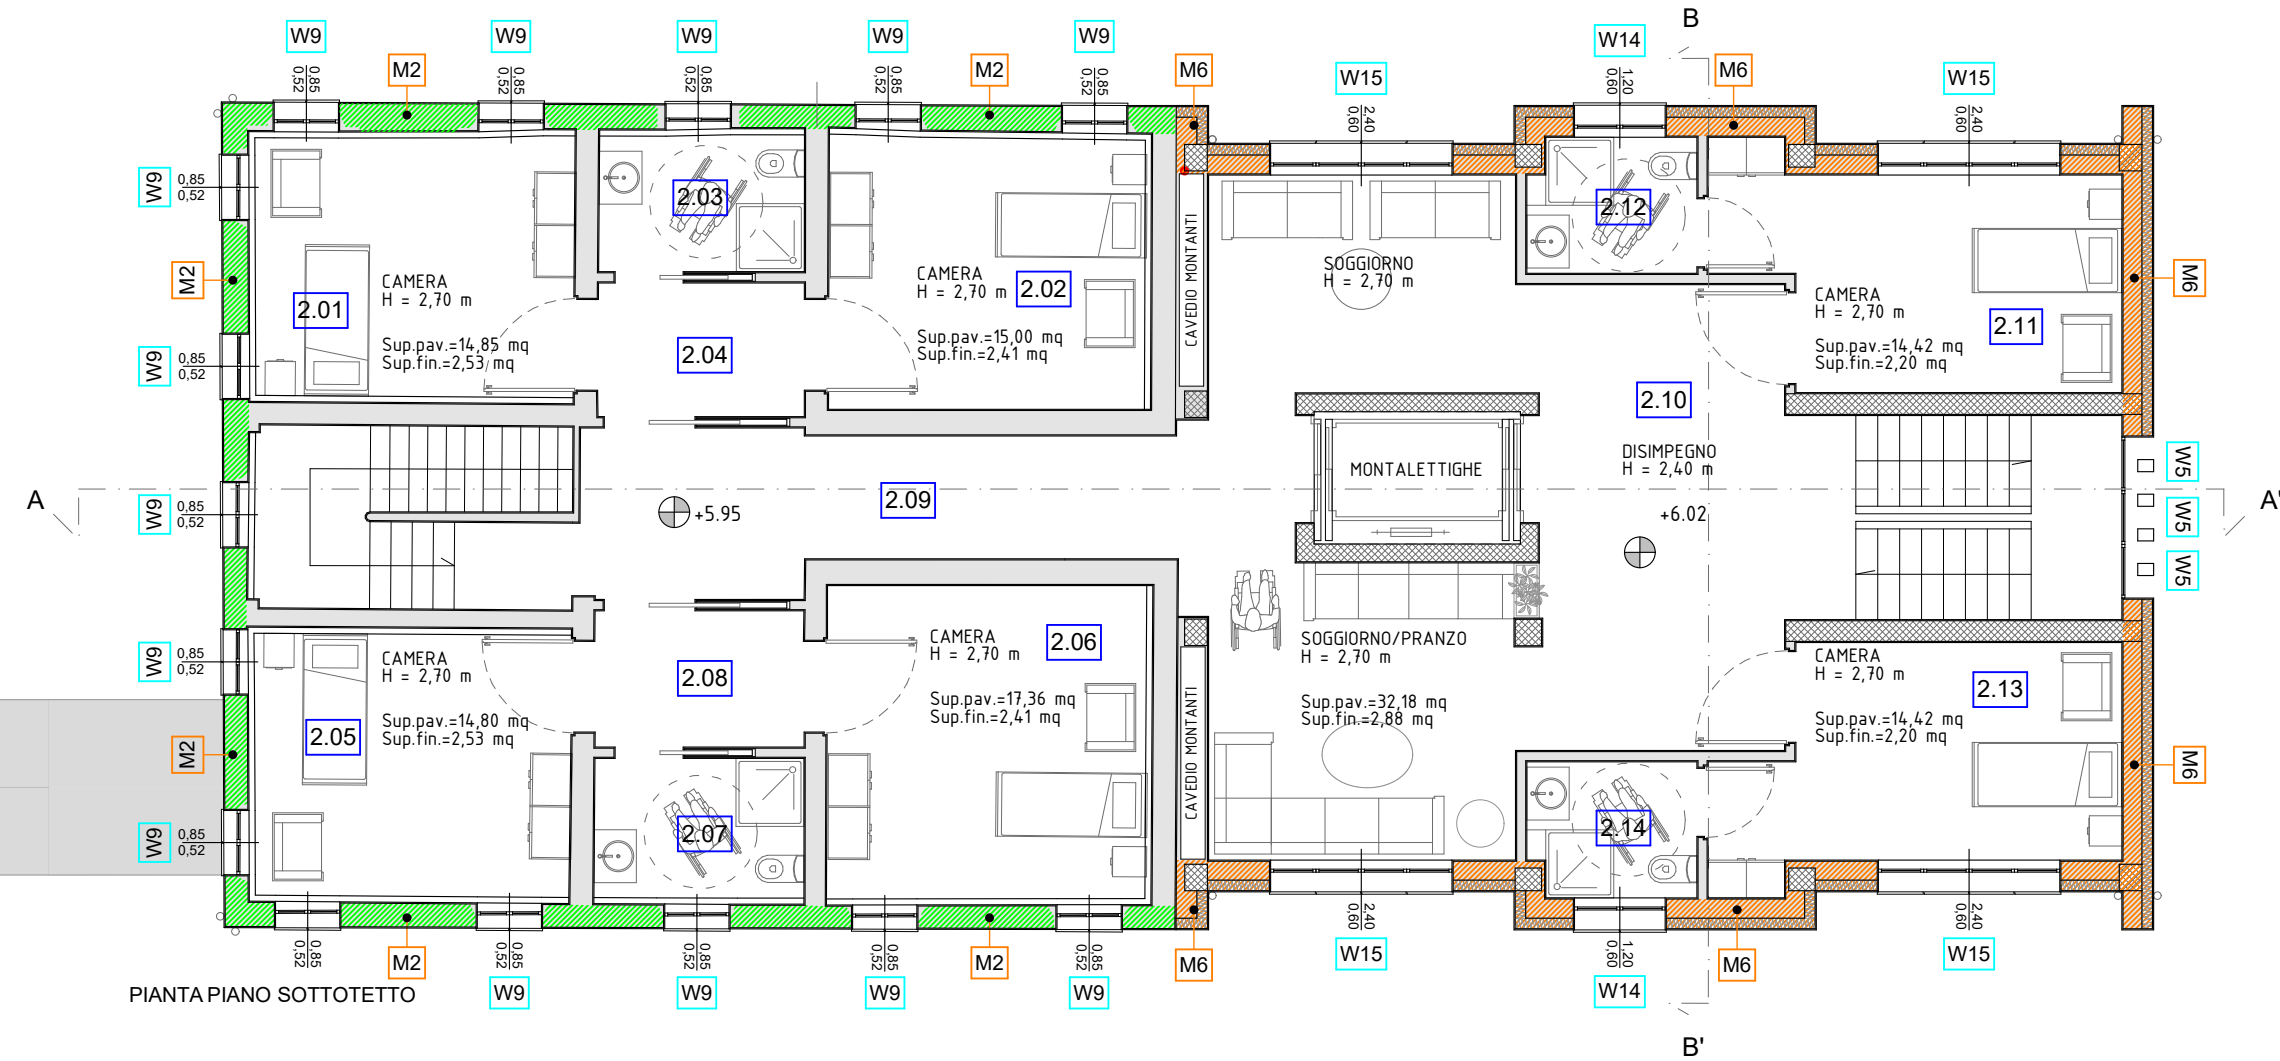 B
W9
W9
W9
W9
W9
W14
M2
M2
M6
M6
W15
W15
0,85
0,52
0,85
0,52
0,85
0,52
0,85
0,52
0,85
0,52
2,40
0,60
1,20
0,60
2,40
0,60
W9
0,85
0,52
2.03
2.12
CAVEDIO MONTANTI
M2
2.01
CAMERA
H = 2,70 m
Sup.pav.=14,85 mq
Sup.fin.=2,53 mq
CAMERA
H = 2,70 m
2.02
Sup.pav.=15,00 mq
Sup.fin.=2,41 mq
SOGGIORNO
H = 2,70 m
CAMERA
H = 2,70 m
2.11
Sup.pav.=14,42 mq
Sup.fin.=2,20 mq
M6
W9
0,85
0,52
2.04
2.10
DISIMPEGNO
H = 2,40 m
MONTALETTIGHE
A
W9
0,85
0,52
+5.95
2.09
+6.02
W5
W5
W5
A'
W9
0,85
0,52
CAMERA
H = 2,70 m
2.05
Sup.pav.=14,80 mq
Sup.fin.=2,53 mq
2.08
CAMERA
H = 2,70 m
2.06
Sup.pav.=17,36 mq
Sup.fin.=2,41 mq
CAVEDIO MONTANTI
SOGGIORNO/PRANZO
H = 2,70 m
Sup.pav.=32,18 mq
Sup.fin.=2,88 mq
CAMERA
H = 2,70 m
2.13
Sup.pav.=14,42 mq
Sup.fin.=2,20 mq
M2
M6
W9
0,85
0,52
2.07
2.14
0,85
0,52
0,85
0,52
0,85
0,52
0,85
0,52
0,85
0,52
2,40
0,60
1,20
0,60
2,40
0,60
M2
M2
M6
W15
M6
W15
PIANTA PIANO SOTTOTETTO
W9
W9
W9
W9
W14
B'